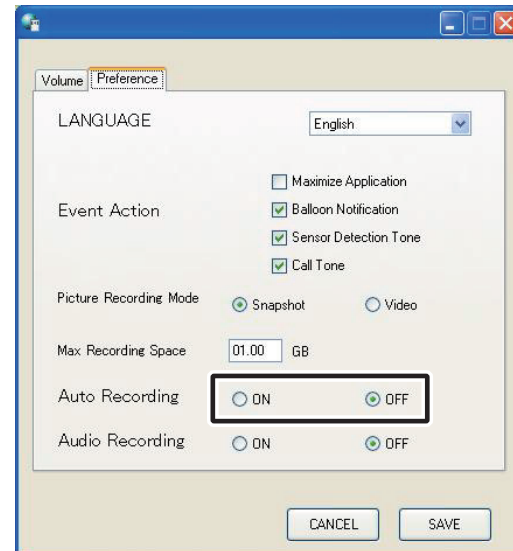 Volume Preference
LANGUAGE English
Maximize Application
Event Action Balloon Notification
Sensor Detection Tone
Call Tone
Picture Recording Mode Snapshot Video
Max Recording Space 01.00 GB
Auto Recording ON OFF
Audio Recording ON OFF
CANCEL SAVE